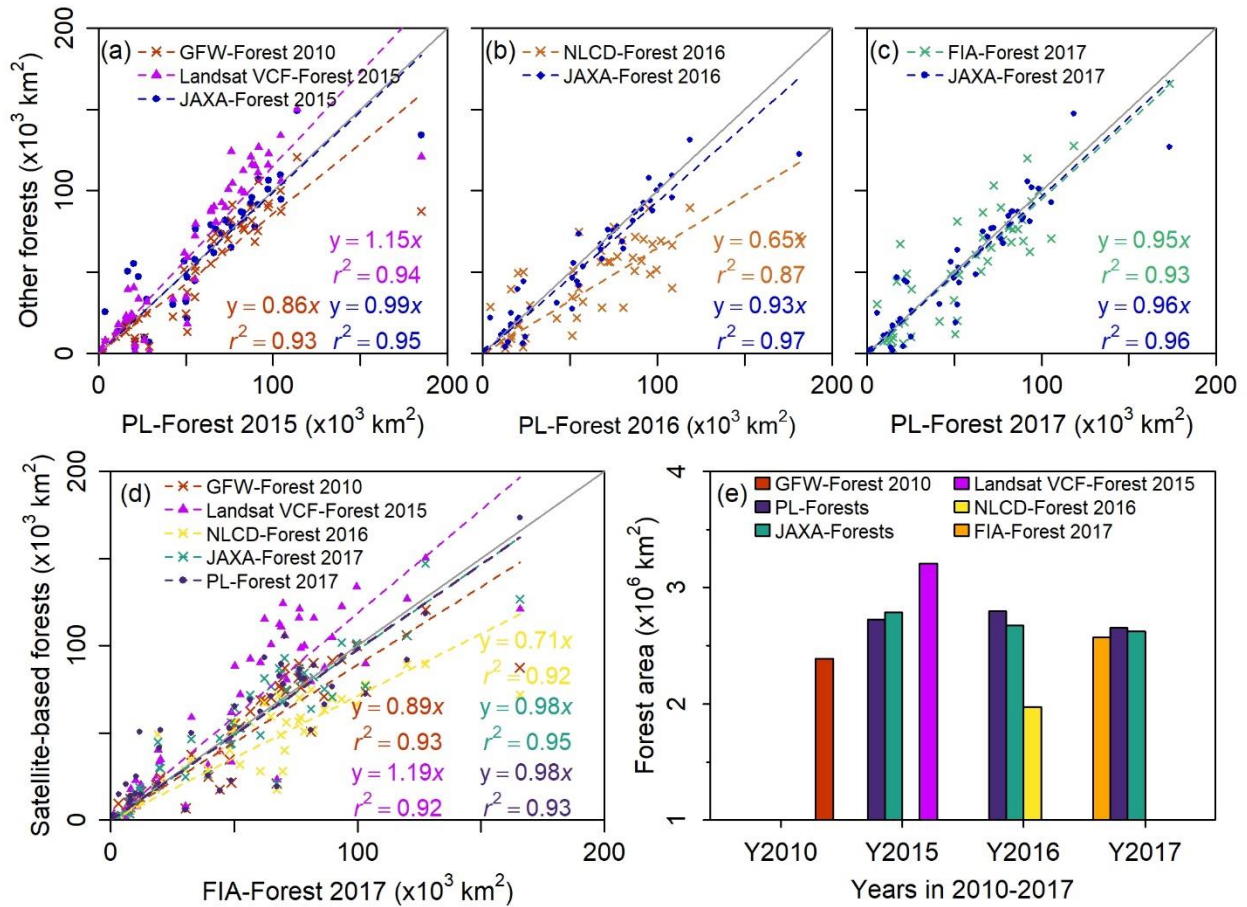 (a)
GFW-Forest 2010
Landsat VCF-Forest 2015
JAXA-Forest 2015
y = 1.15x
r² = 0.94
y = 0.86x
r² = 0.93
y = 0.99x
r² = 0.95
200
100
0
Other forests (x10³ km²)
0
100
200
PL-Forest 2015 (x10³ km²)
(b)
NLCD-Forest 2016
JAXA-Forest 2016
y = 0.65x
r² = 0.87
y = 0.93x
r² = 0.97
0
100
200
PL-Forest 2016 (x10³ km²)
(c)
FIA-Forest 2017
JAXA-Forest 2017
y = 0.95x
r² = 0.93
y = 0.96x
r² = 0.96
0
100
200
PL-Forest 2017 (x10³ km²)
(d)
GFW-Forest 2010
Landsat VCF-Forest 2015
NLCD-Forest 2016
JAXA-Forest 2017
PL-Forest 2017
y = 0.71x
r² = 0.92
y = 0.89x
r² = 0.93
y = 0.98x
r² = 0.95
y = 1.19x
r² = 0.92
y = 0.98x
r² = 0.93
200
100
0
Satellite-based forests (x10³ km²)
0
100
200
FIA-Forest 2017 (x10³ km²)
(e)
GFW-Forest 2010
PL-Forests
JAXA-Forests
Landsat VCF-Forest 2015
NLCD-Forest 2016
FIA-Forest 2017
4
3
2
1
Forest area (x10⁶ km²)
Y2010
Y2015
Y2016
Y2017
Years in 2010-2017